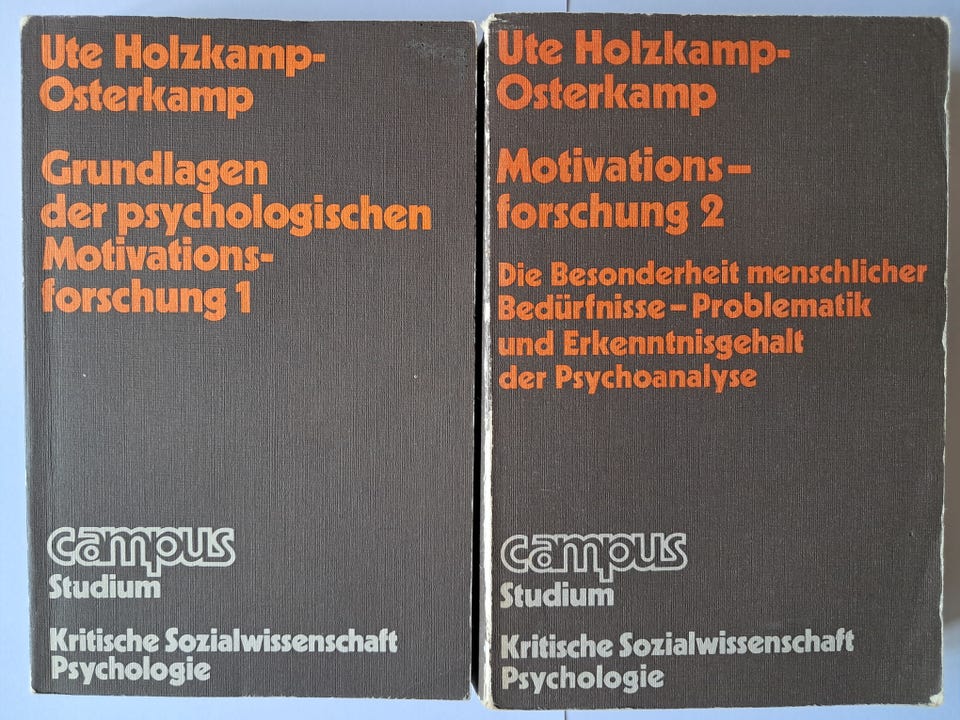 Ute Holzkamp-
Osterkamp
Grundlagen
der psychologischen
Motivations-
forschung 1
campus
Studium
Kritische Sozialwissenschaft
Psychologie
Ute Holzkamp-
Osterkamp
Motivations-
forschung 2
Die Besonderheit menschlicher
Bedürfnisse – Problematik
und Erkenntnisgehalt
der Psychoanalyse
campus
Studium
Kritische Sozialwissenschaft
Psychologie